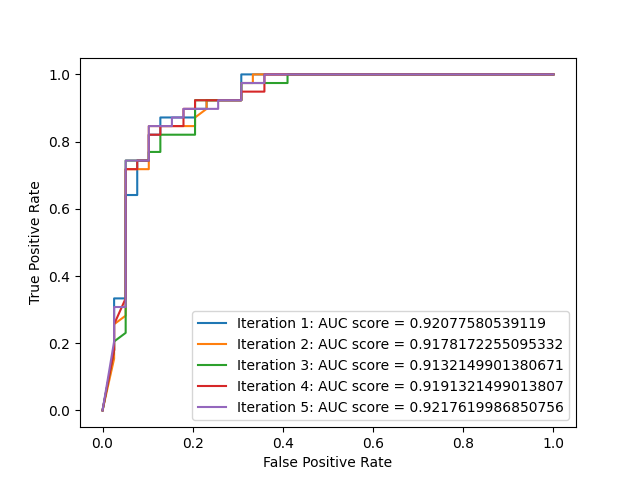 1.0
0.8
0.6
0.4
0.2
0.0
True Positive Rate
Iteration 1: AUC score = 0.92077580539119
Iteration 2: AUC score = 0.9178172255095332
Iteration 3: AUC score = 0.9132149901380671
Iteration 4: AUC score = 0.9191321499013807
Iteration 5: AUC score = 0.9217619986850756
0.0 0.2 0.4 0.6 0.8 1.0
False Positive Rate